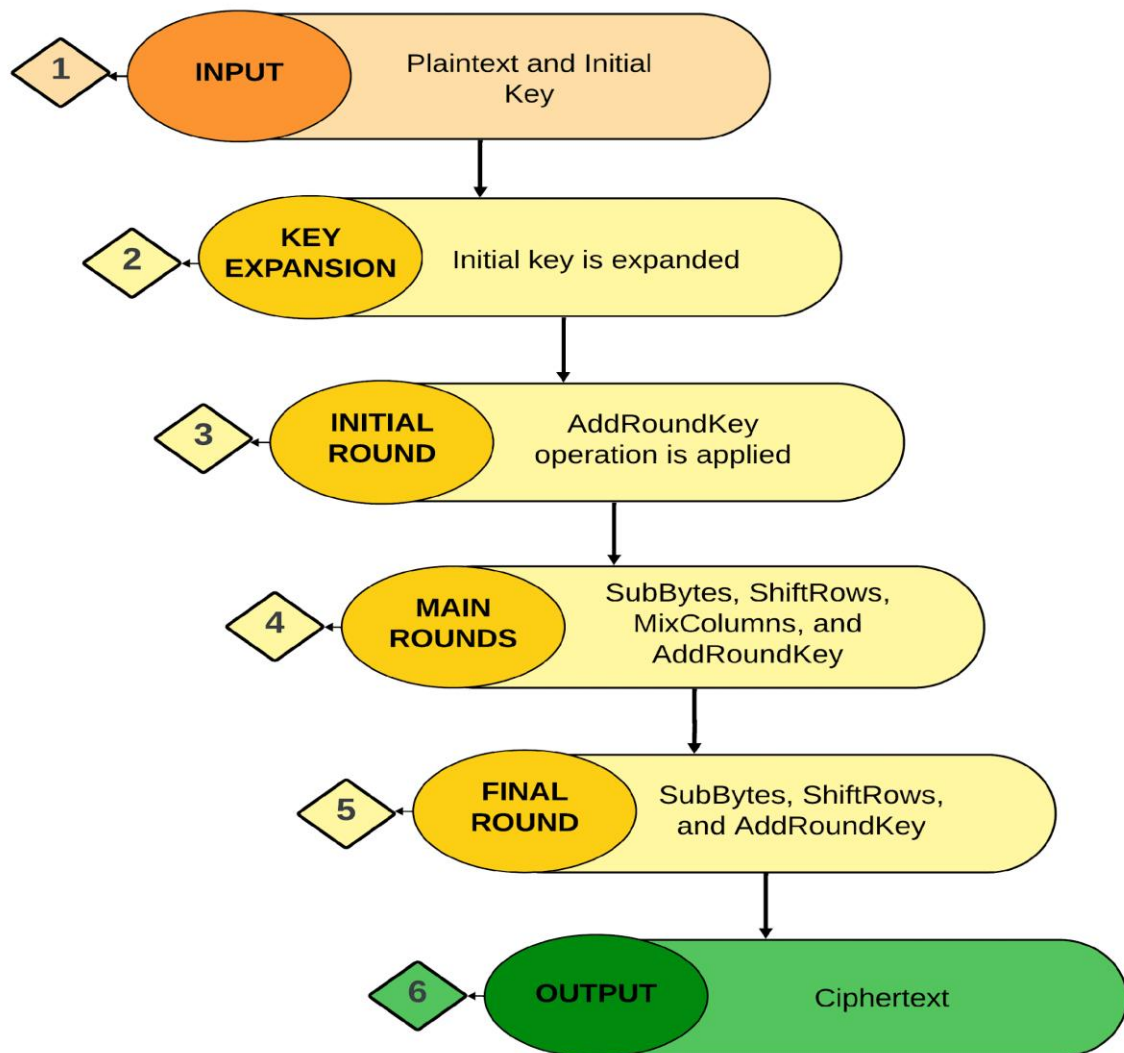 1
INPUT
Plaintext and Initial
Key
2
KEY
EXPANSION
Initial key is expanded
3
INITIAL
ROUND
AddRoundKey
operation is applied
4
MAIN
ROUNDS
SubBytes, ShiftRows,
MixColumns, and
AddRoundKey
5
FINAL
ROUND
SubBytes, ShiftRows,
and AddRoundKey
6
OUTPUT
Ciphertext